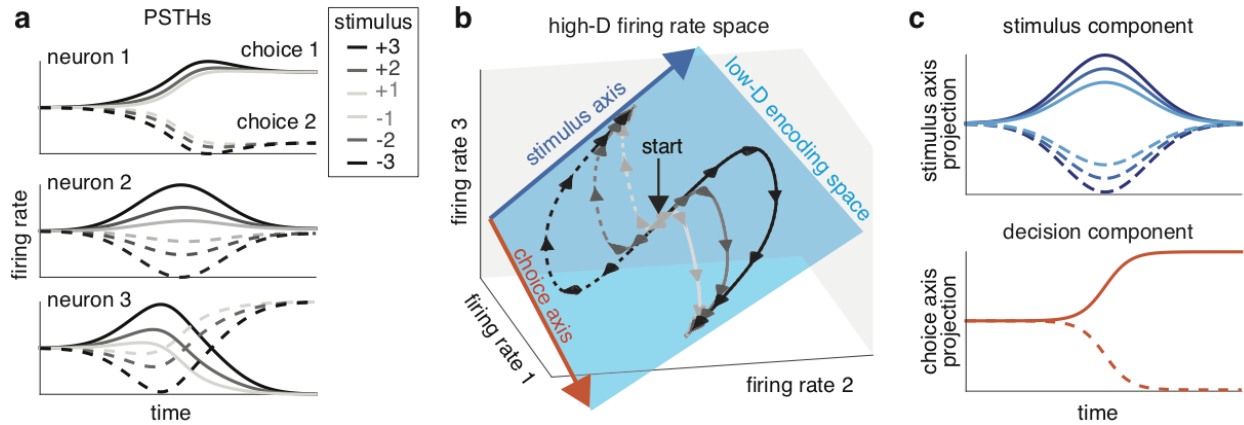 a
PSTHs
neuron 1
choice 1
choice 2
neuron 2
neuron 3
firing rate
time
stimulus
+3
+2
+1
-1
-2
-3
b
high-D firing rate space
stimulus axis
low-D encoding space
start
choice axis
firing rate 3
firing rate 1
firing rate 2
c
stimulus component
stimulus axis
projection
decision component
choice axis
projection
time